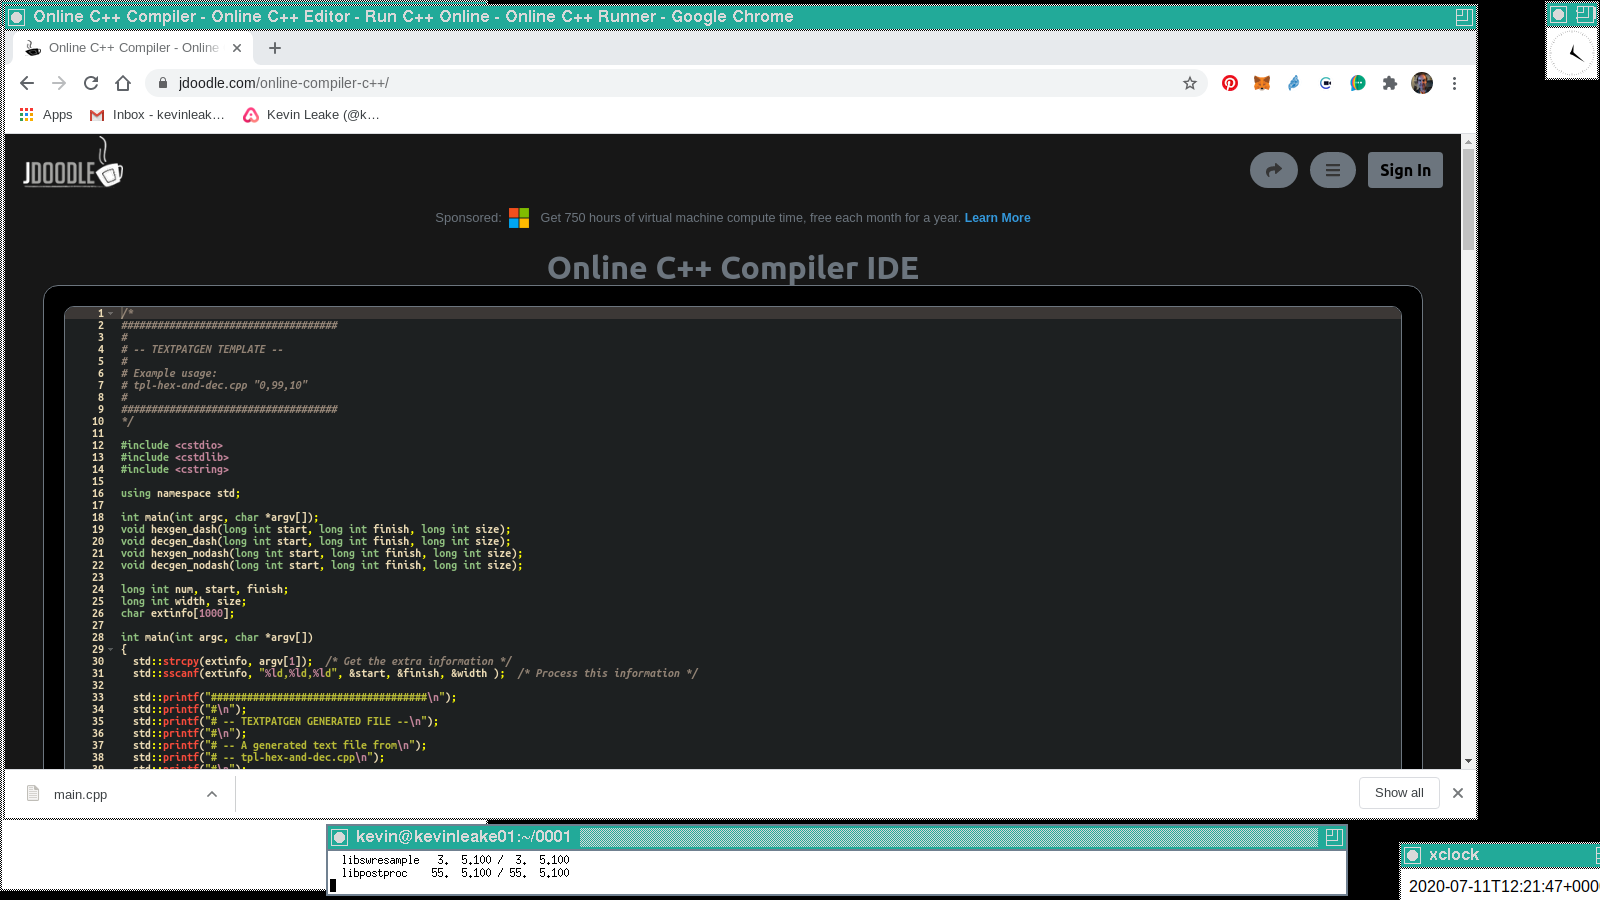 Online C++ Compiler - Online C++ Editor - Run C++ Online - Online C++ Runner - Google Chrome
Online C++ Compiler - Online
jdoodle.com/online-compiler-c++/
Apps
Inbox - kevinleak…
Kevin Leake (@k…
JDOODLE
Sign In
Sponsored: Get 750 hours of virtual machine compute time, free each month for a year. Learn More
Online C++ Compiler IDE
1 /*
2 ####################################
3 #
4 # -- TEXTPATGEN TEMPLATE --
5 #
6 # Example usage:
7 # tpl-hex-and-dec.cpp "0,99,10"
8 #
9 ####################################
10 */
11
12 #include <cstdio>
13 #include <cstdlib>
14 #include <cstring>
15
16 using namespace std;
17
18 int main(int argc, char *argv[]);
19 void hexgen_dash(long int start, long int finish, long int size);
20 void decgen_dash(long int start, long int finish, long int size);
21 void hexgen_nodash(long int start, long int finish, long int size);
22 void decgen_nodash(long int start, long int finish, long int size);
23
24 long int num, start, finish;
25 long int width, size;
26 char extinfo[1000];
27
28 int main(int argc, char *argv[])
29 {
30 std::strcpy(extinfo, argv[1]); /* Get the extra information */
31 std::sscanf(extinfo, "%ld,%ld,%ld", &start, &finish, &width ); /* Process this information */
32
33 std::printf("####################################\n");
34 std::printf("#\n");
35 std::printf("# -- TEXTPATGEN GENERATED FILE --\n");
36 std::printf("#\n");
37 std::printf("# -- A generated text file from\n");
38 std::printf("# -- tpl-hex-and-dec.cpp\n");
39 std::printf("#\n");
main.cpp
Show all
kevin@kevinleake01:~/0001
libswresample 3. 5.100 / 3. 5.100
libpostproc 55. 5.100 / 55. 5.100
xclock
2020-07-11T12:21:47+000